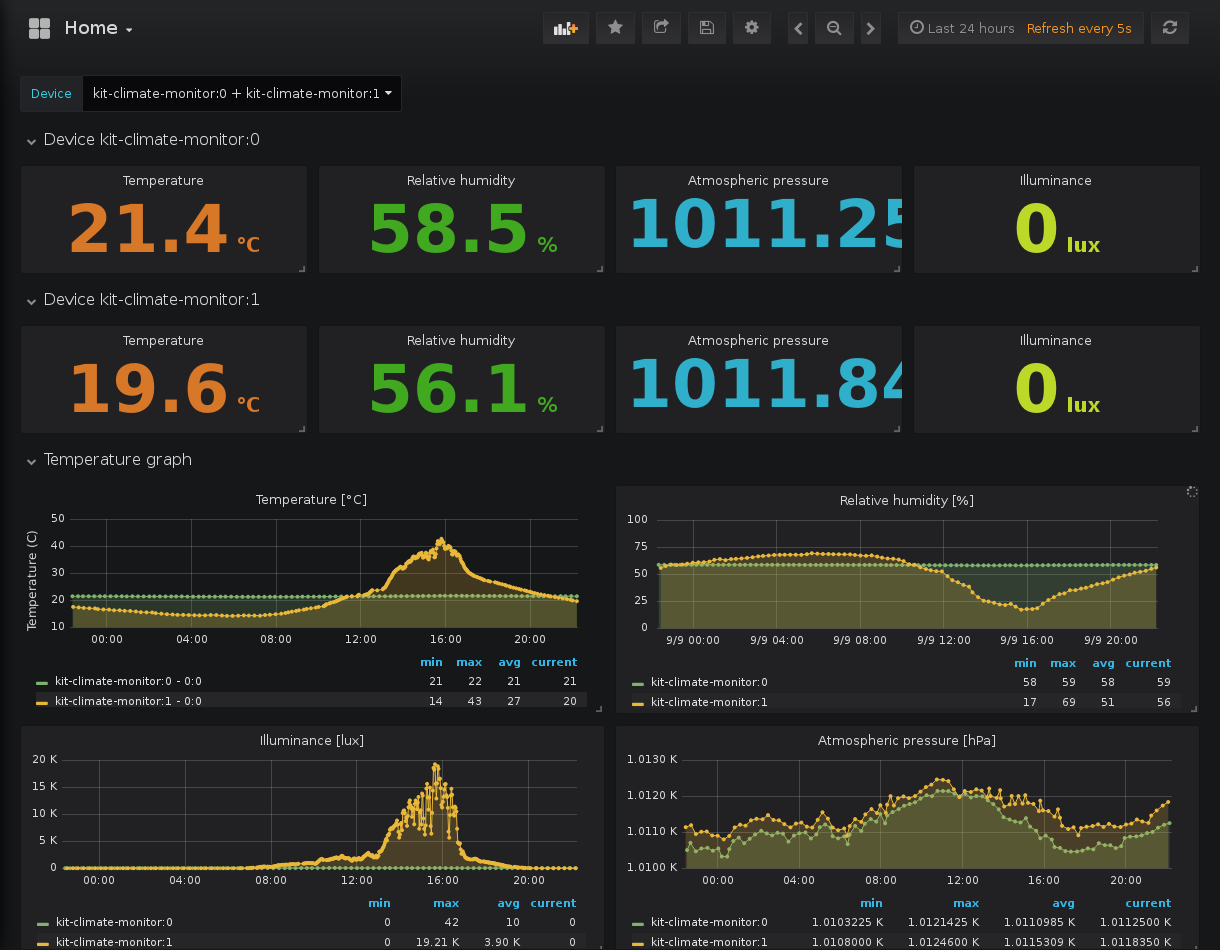 Home
Last 24 hours Refresh every 5s
Device kit-climate-monitor:0 + kit-climate-monitor:1
Device kit-climate-monitor:0
Temperature Relative humidity Atmospheric pressure Illuminance
21.4 °C 58.5 % 1011.25 0 lux
Device kit-climate-monitor:1
Temperature Relative humidity Atmospheric pressure Illuminance
19.6 °C 56.1 % 1011.84 0 lux
Temperature graph
Temperature [°C]
Temperature (C)
50
40
30
20
10
00:00 04:00 08:00 12:00 16:00 20:00
min max avg current
kit-climate-monitor:0 - 0:0 21 22 21 21
kit-climate-monitor:1 - 0:0 14 43 27 20
Relative humidity [%]
100
75
50
25
0
9/9 00:00 9/9 04:00 9/9 08:00 9/9 12:00 9/9 16:00 9/9 20:00
min max avg current
kit-climate-monitor:0 58 59 58 59
kit-climate-monitor:1 17 69 51 56
Illuminance [lux]
20 K
15 K
10 K
5 K
0
00:00 04:00 08:00 12:00 16:00 20:00
min max avg current
kit-climate-monitor:0 0 42 10 0
kit-climate-monitor:1 0 19.21 K 3.90 K 0
Atmospheric pressure [hPa]
1.0130 K
1.0120 K
1.0110 K
1.0100 K
00:00 04:00 08:00 12:00 16:00 20:00
min max avg current
kit-climate-monitor:0 1.0103225 K 1.0121425 K 1.0110985 K 1.0112500 K
kit-climate-monitor:1 1.0108000 K 1.0124600 K 1.0115309 K 1.0118350 K